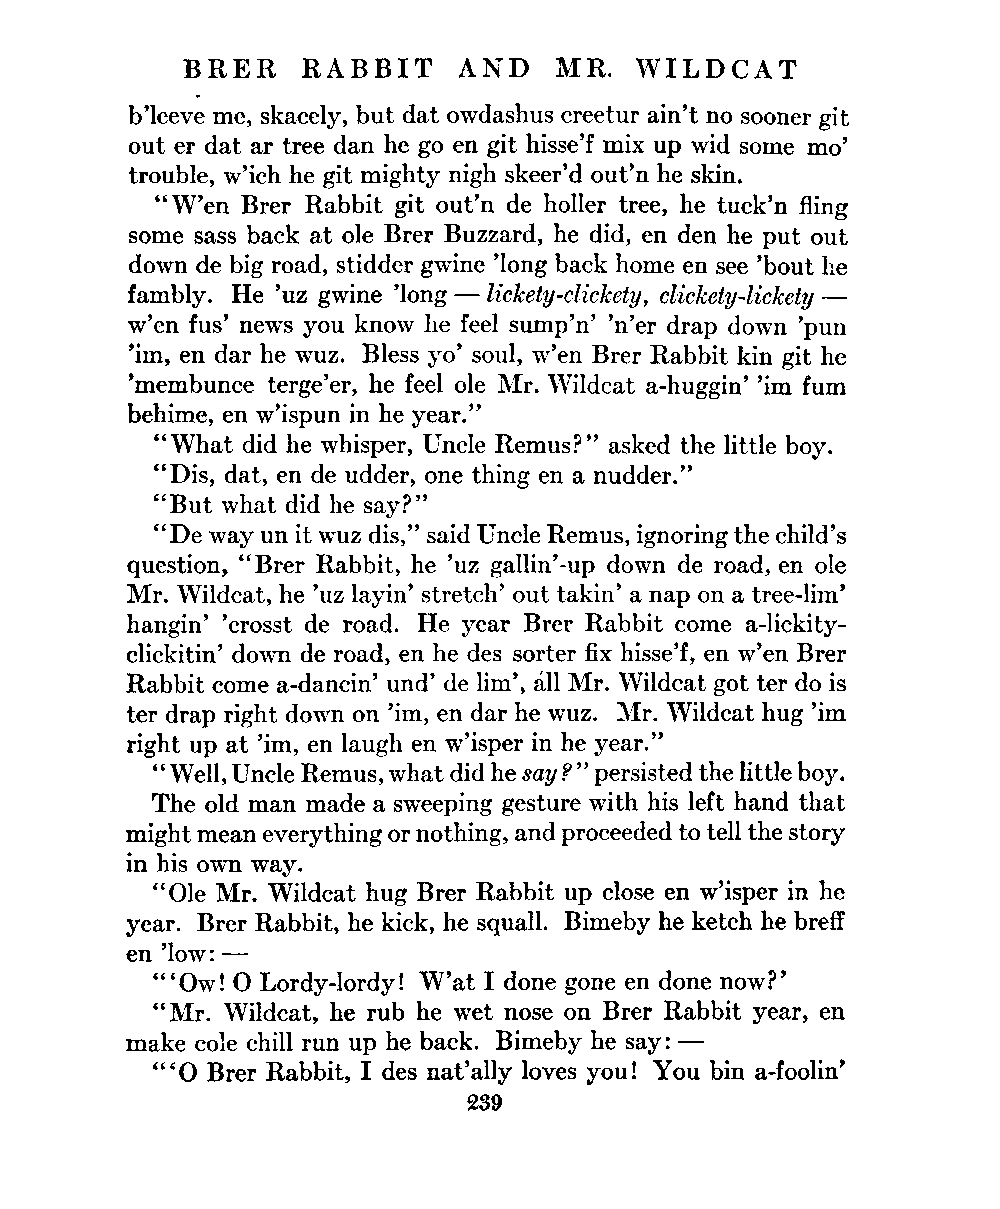 BRER RABBIT AND MR. WILDCAT
b'leeve me, skacely, but dat owdashus creetur ain't no sooner git
out er dat ar tree dan he go en git hisse'f mix up wid some mo'
trouble, w'ich he git mighty nigh skeer'd out'n he skin.
"W'en Brer Rabbit git out'n de holler tree, he tuck'n fling
some sass back at ole Brer Buzzard, he did, en den he put out
down de big road, stidder gwine 'long back home en see 'bout he
fambly. He 'uz gwine 'long — lickety-clickety, clickety-lickety —
w'en fus' news you know he feel sump'n' 'n'er drap down 'pun
'im, en dar he wuz. Bless yo' soul, w'en Brer Rabbit kin git he
'membunce terge'er, he feel ole Mr. Wildcat a-huggin' 'im fum
behime, en w'ispun in he year."
"What did he whisper, Uncle Remus?" asked the little boy.
"Dis, dat, en de udder, one thing en a nudder."
"But what did he say?"
"De way un it wuz dis," said Uncle Remus, ignoring the child's
question, "Brer Rabbit, he 'uz gallin'-up down de road, en ole
Mr. Wildcat, he 'uz layin' stretch' out takin' a nap on a tree-lim'
hangin' 'crosst de road. He year Brer Rabbit come a-lickity-
clickitin' down de road, en he des sorter fix hisse'f, en w'en Brer
Rabbit come a-dancin' und' de lim', áll Mr. Wildcat got ter do is
ter drap right down on 'im, en dar he wuz. Mr. Wildcat hug 'im
right up at 'im, en laugh en w'isper in he year."
"Well, Uncle Remus, what did he say?" persisted the little boy.
The old man made a sweeping gesture with his left hand that
might mean everything or nothing, and proceeded to tell the story
in his own way.
"Ole Mr. Wildcat hug Brer Rabbit up close en w'isper in he
year. Brer Rabbit, he kick, he squall. Bimeby he ketch he breff
en 'low: —
"'Ow! O Lordy-lordy! W'at I done gone en done now?'
"Mr. Wildcat, he rub he wet nose on Brer Rabbit year, en
make cole chill run up he back. Bimeby he say: —
"'O Brer Rabbit, I des nat'ally loves you! You bin a-foolin'
239